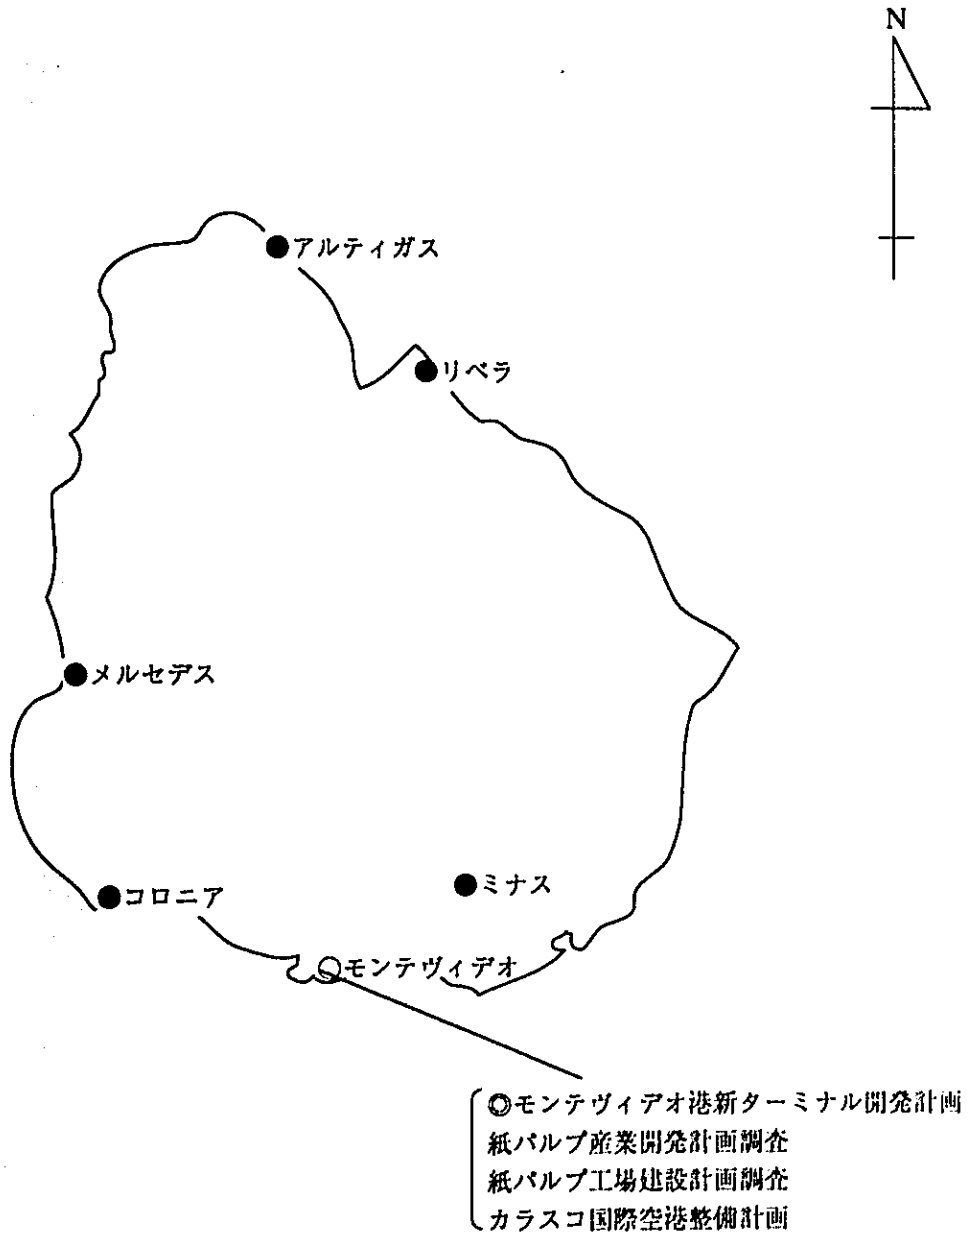 N
アルティガス
リベラ
メルセデス
コロニア
ミナス
モンテヴィデオ
◎モンテヴィデオ港新ターミナル開発計画
紙パルプ産業開発計画調査
紙パルプ工場建設計画調査
カラスコ国際空港整備計画